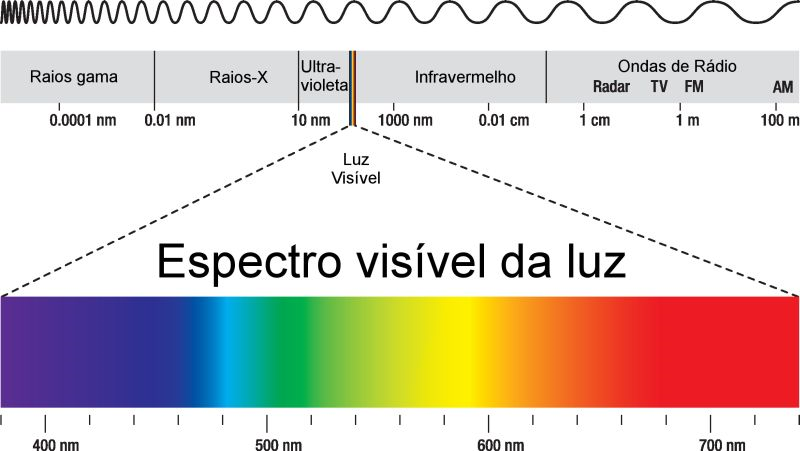 Raios gama
Raios-X
Ultra-
violeta
Infravermelho
Ondas de Rádio
Radar TV FM AM
0.0001 nm 0.01 nm 10 nm 1000 nm 0.01 cm 1 cm 1 m 100 m
Luz
Visível
Espectro visível da luz
400 nm 500 nm 600 nm 700 nm